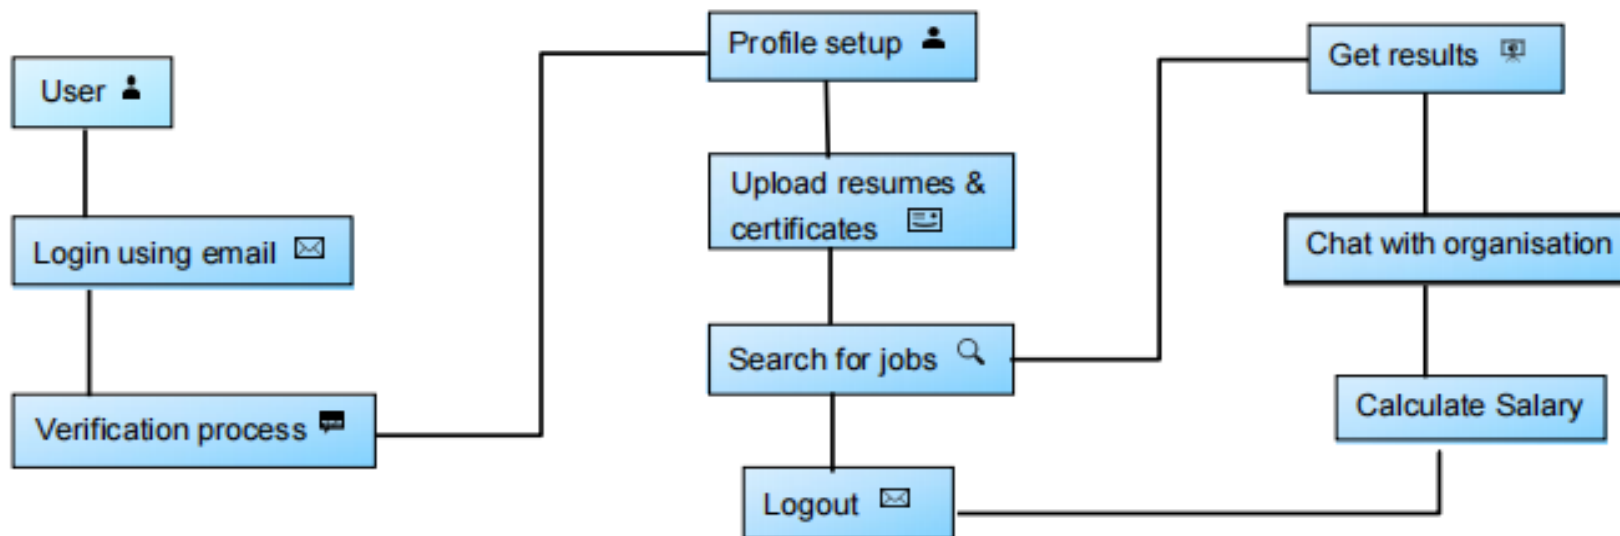 User
Login using email
Verification process
Profile setup
Upload resumes &
certificates
Search for jobs
Logout
Get results
Chat with organisation
Calculate Salary